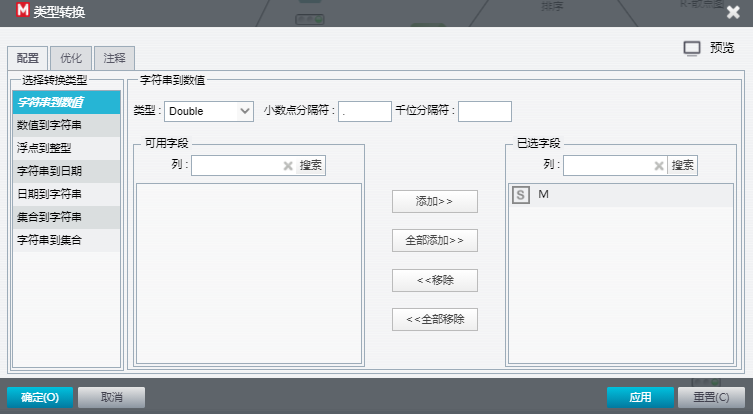 M 类型转换
排序
R-散点图
预览
配置 优化 注释
选择转换类型
字符串到数值
数值到字符串
浮点到整型
字符串到日期
日期到字符串
集合到字符串
字符串到集合
字符串到数值
类型 : Double 小数点分隔符 : . 千位分隔符 :
可用字段
列 : 搜索
添加>>
全部添加>>
<<移除
<<全部移除
已选字段
列 : 搜索
S M
确定(O) 取消 应用 重置(C)